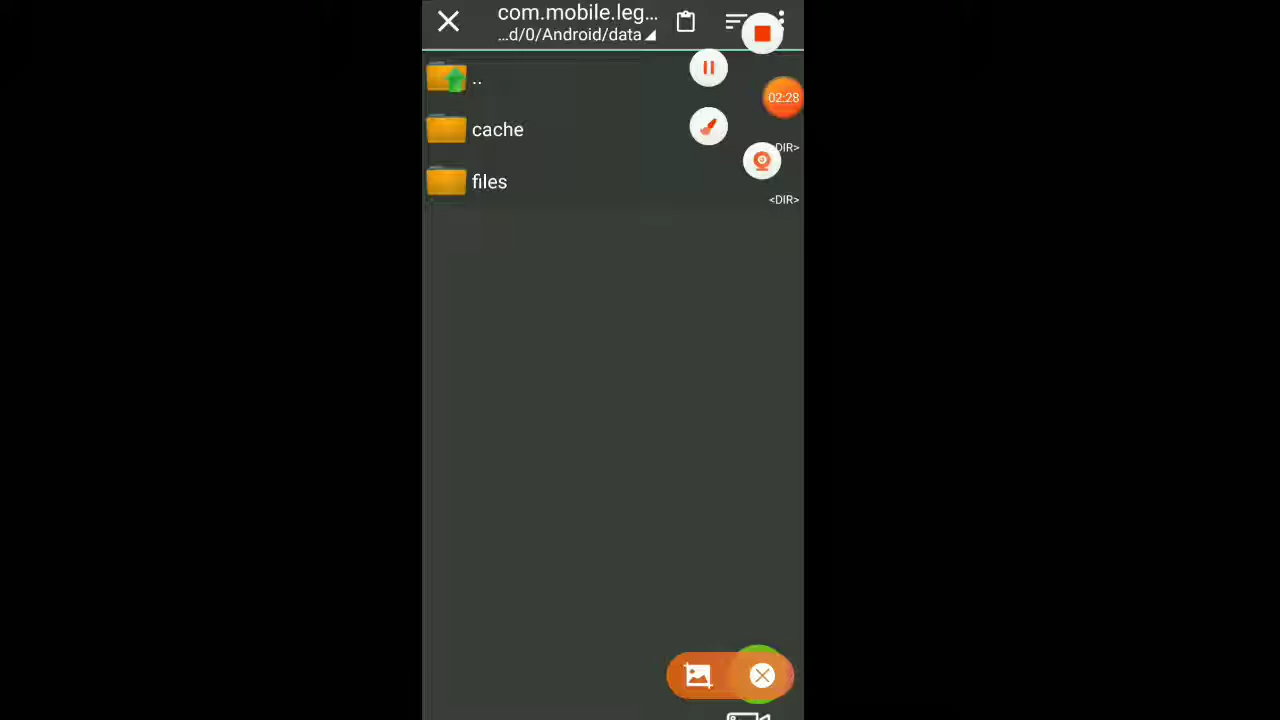 com.mobile.leg...
...d/0/Android/data
02:28
..
cache
DIR>
files
<DIR>